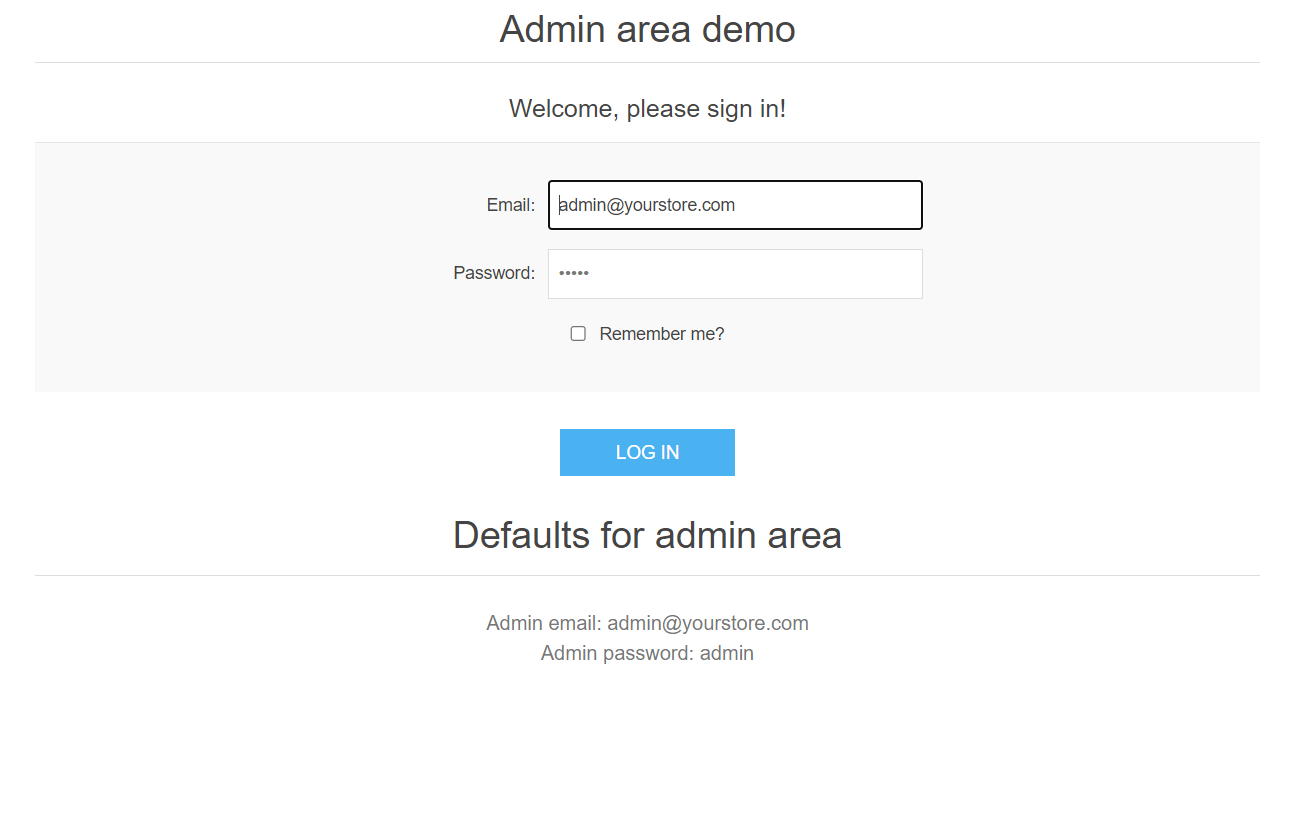 Admin area demo
Welcome, please sign in!
Email: admin@yourstore.com
Password: •••••
Remember me?
LOG IN
Defaults for admin area
Admin email: admin@yourstore.com
Admin password: admin